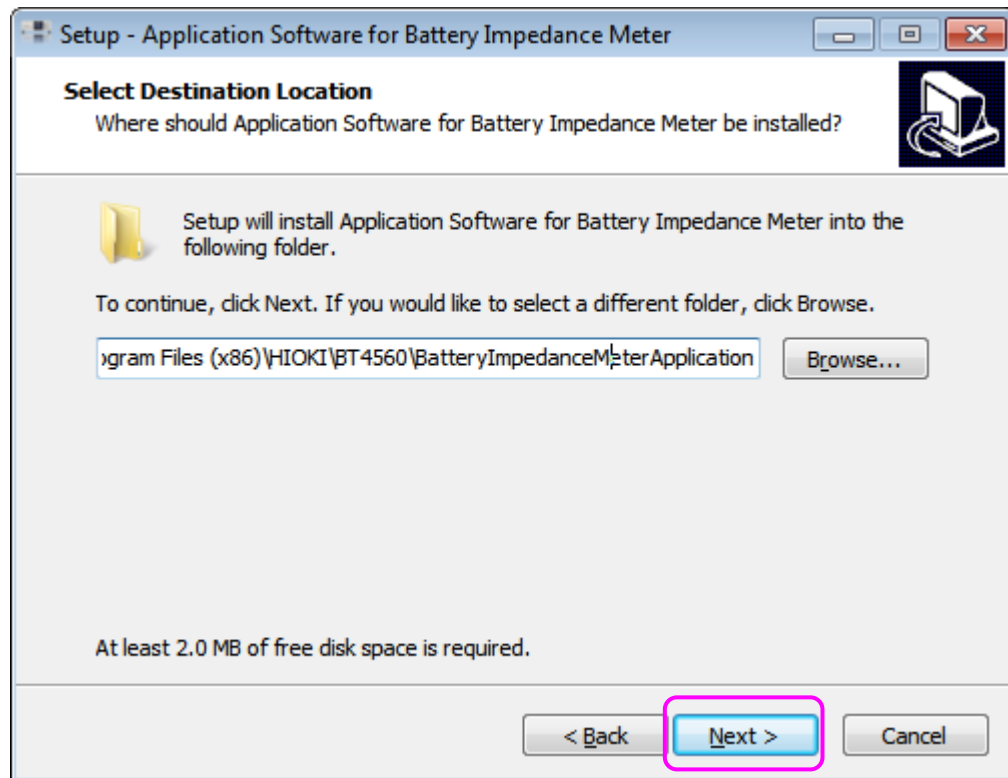 Setup - Application Software for Battery Impedance Meter
Select Destination Location
Where should Application Software for Battery Impedance Meter be installed?
Setup will install Application Software for Battery Impedance Meter into the
following folder.
To continue, click Next. If you would like to select a different folder, click Browse.
ogram Files (x86)\HIOKI\BT4560\BatteryImpedanceMeterApplication Browse...
At least 2.0 MB of free disk space is required.
< Back Next > Cancel